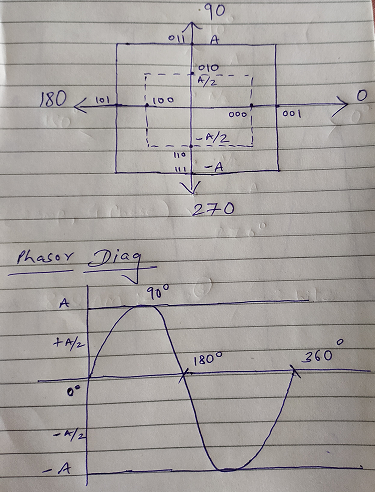 90
011 A
010
A/2
180 101 100 000 001 0
-A/2
110
111 -A
270
Phasor Diag
A 90°
+A/2
180° 360°
0°
-A/2
-A